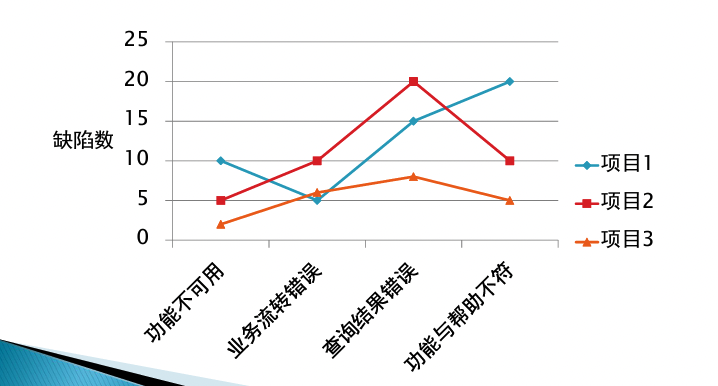 25
20
15
10
5
0
缺陷数
功能不可用
业务流转错误
查询结果错误
功能与帮助不符
项目1
项目2
项目3